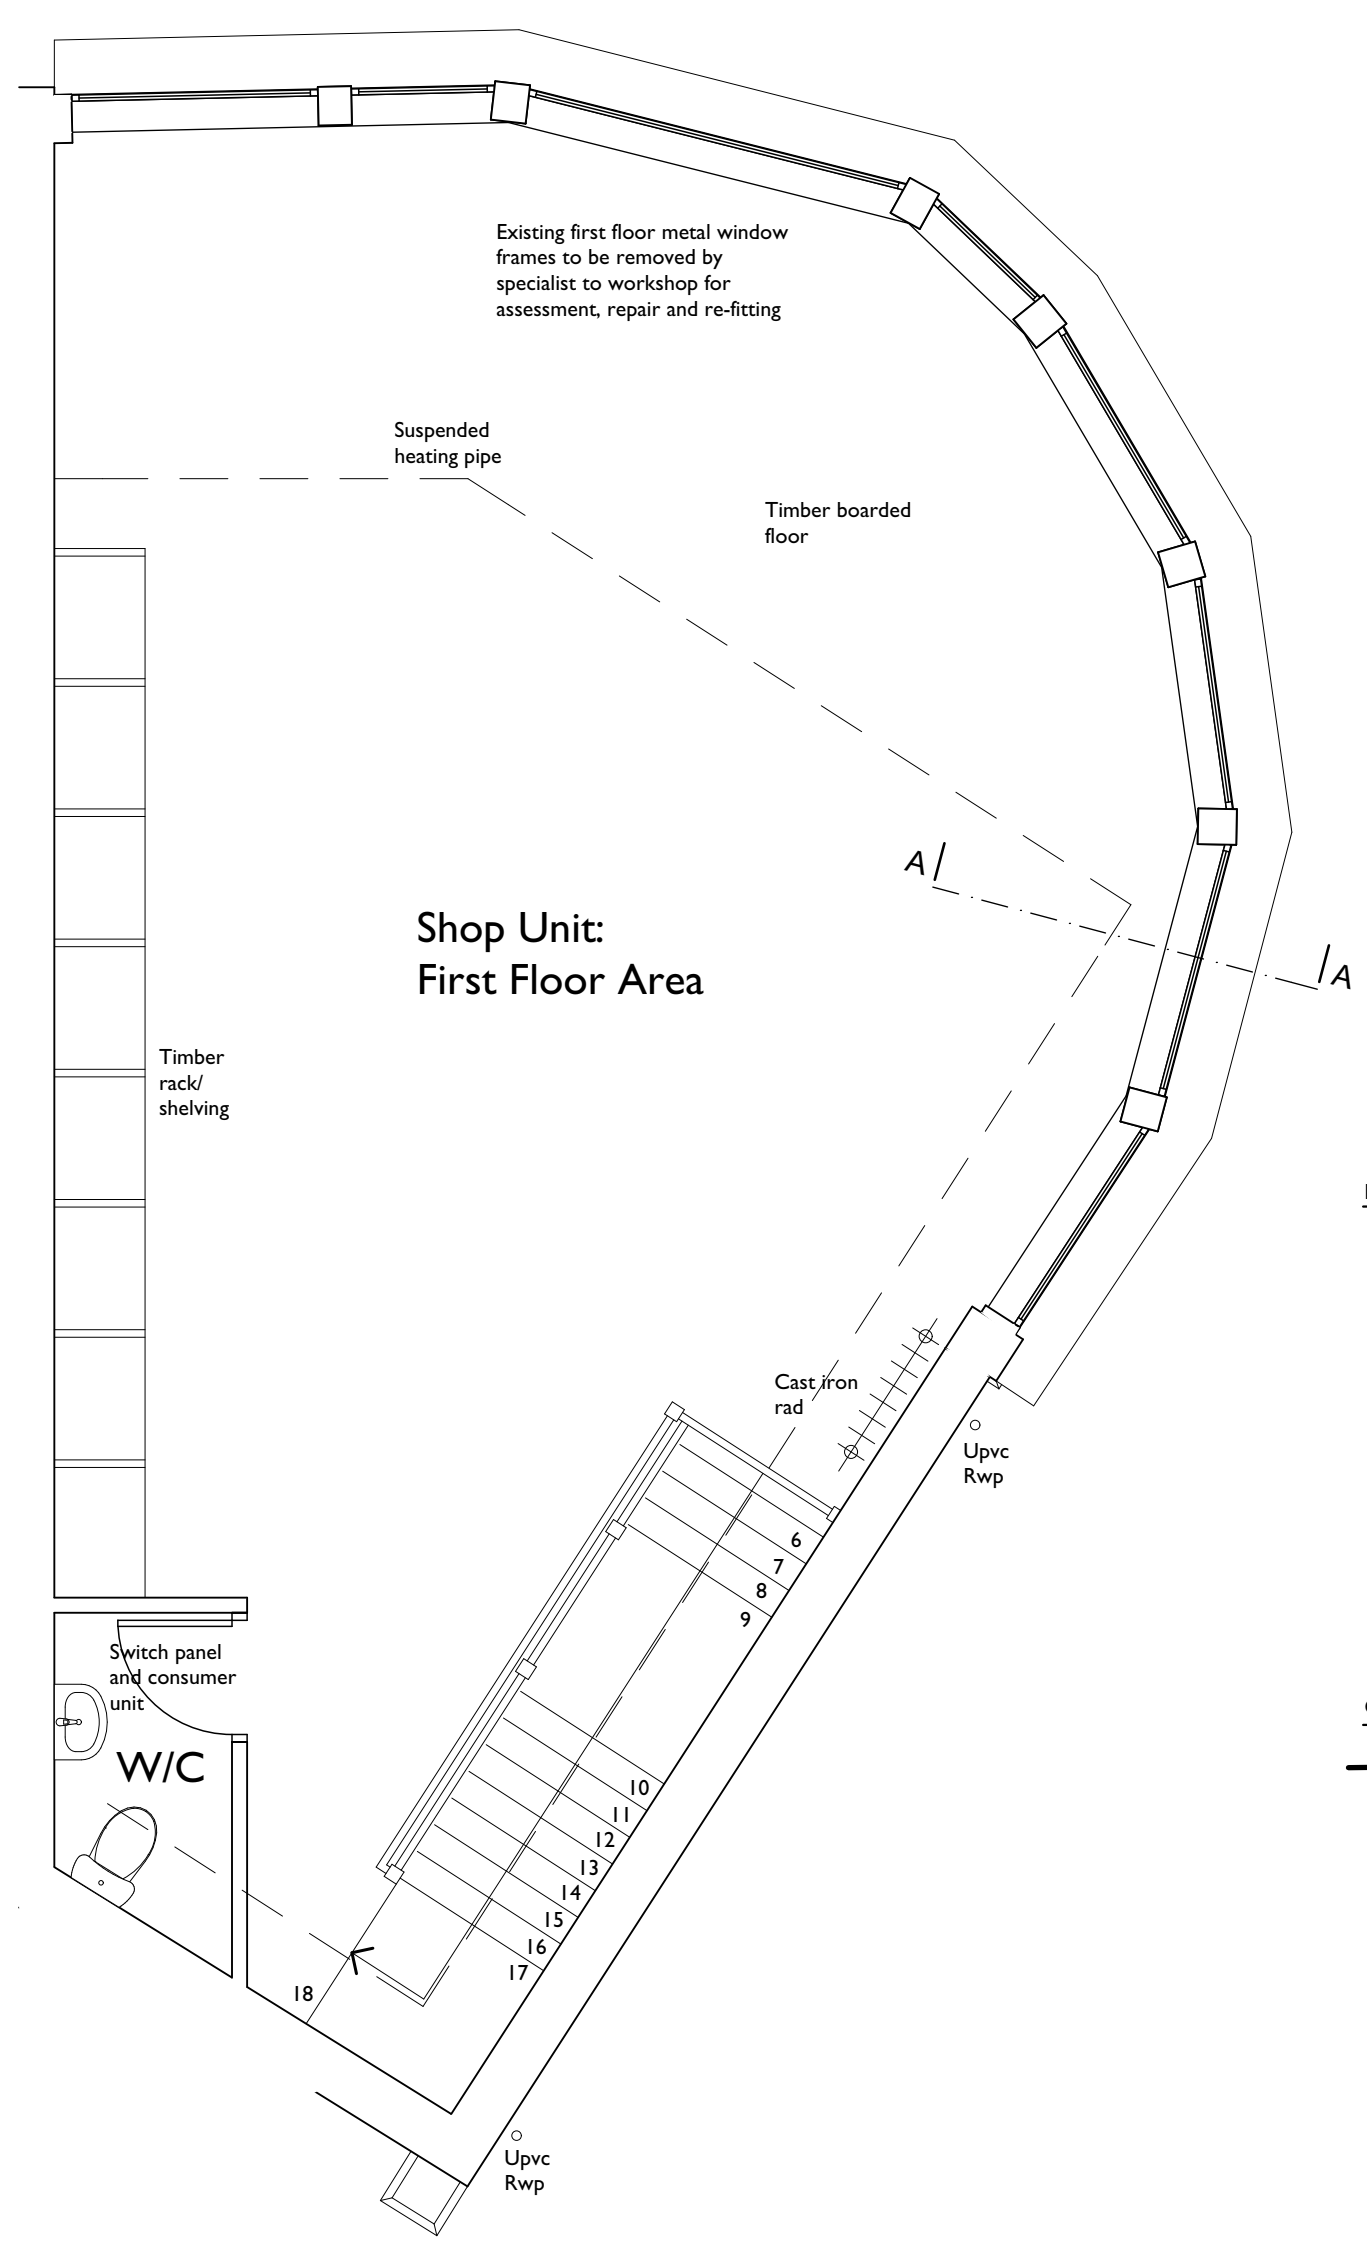 Existing first floor metal window
frames to be removed by
specialist to workshop for
assessment, repair and re-fitting
Suspended
heating pipe
Timber boarded
floor
A
A
Shop Unit:
First Floor Area
Timber
rack/
shelving
Cast iron
rad
Upvc
Rwp
6
7
8
9
Switch panel
and consumer
unit
W/C
10
11
12
13
14
15
16
17
18
Upvc
Rwp